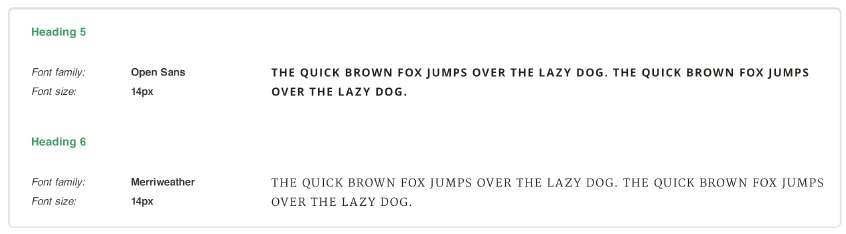 Heading 5
Font family: Open Sans THE QUICK BROWN FOX JUMPS OVER THE LAZY DOG. THE QUICK BROWN FOX JUMPS
Font size: 14px OVER THE LAZY DOG.
Heading 6
Font family: Merriweather THE QUICK BROWN FOX JUMPS OVER THE LAZY DOG. THE QUICK BROWN FOX JUMPS
Font size: 14px OVER THE LAZY DOG.